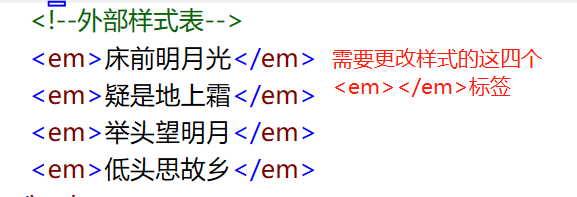 <!--外部样式表-->
<em>床前明月光</em>
需要更改样式的这四个
<em></em>标签
<em>疑是地上霜</em>
<em>举头望明月</em>
<em>低头思故乡</em>